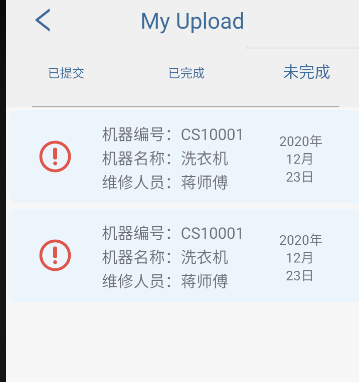 My Upload
已提交 已完成 未完成
机器编号：CS10001
机器名称：洗衣机
维修人员：蒋师傅
2020年
12月
23日
机器编号：CS10001
机器名称：洗衣机
维修人员：蒋师傅
2020年
12月
23日